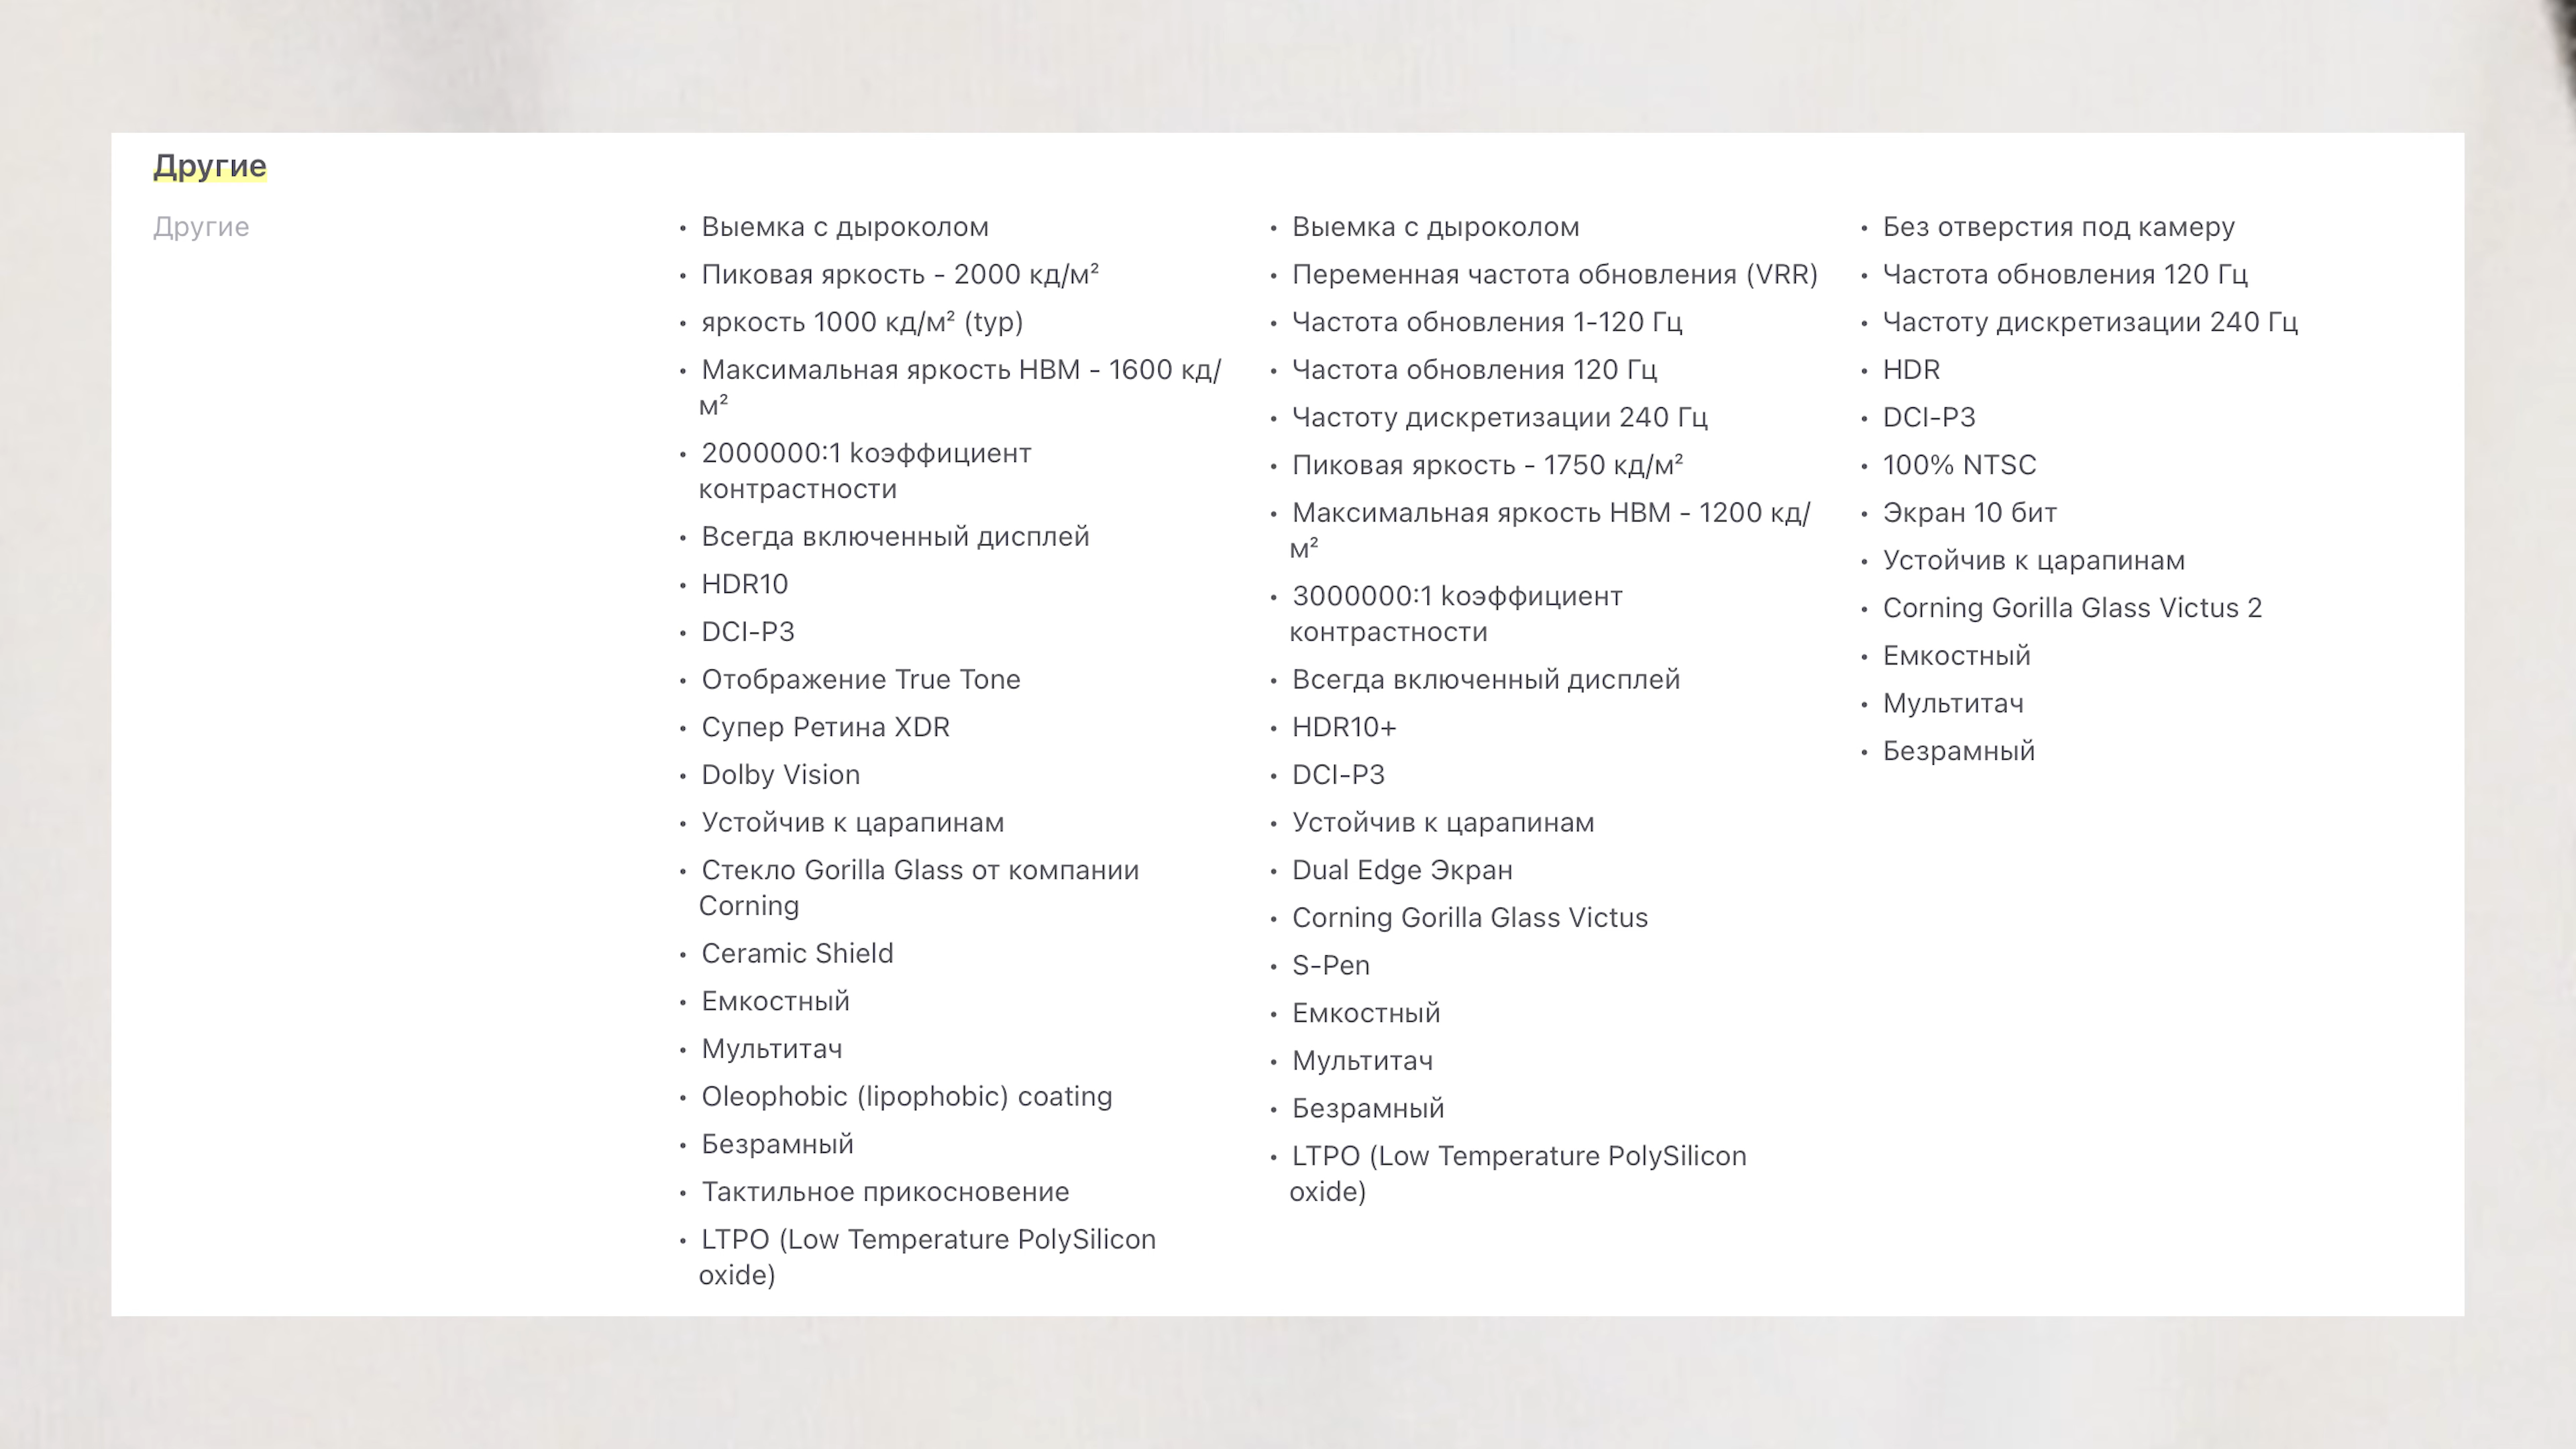 Другие
Другие
• Выемка с дыроколом
• Пиковая яркость - 2000 кд/м²
• яркость 1000 кд/м² (typ)
• Максимальная яркость HBM - 1600 кд/
м²
• 2000000:1 kоэффициент
контрастности
• Всегда включенный дисплей
• HDR10
• DCI-P3
• Отображение True Tone
• Супер Ретина XDR
• Dolby Vision
• Устойчив к царапинам
• Стекло Gorilla Glass от компании
Corning
• Ceramic Shield
• Емкостный
• Мультитач
• Oleophobic (lipophobic) coating
• Безрамный
• Тактильное прикосновение
• LTPO (Low Temperature PolySilicon
oxide)
• Выемка с дыроколом
• Переменная частота обновления (VRR)
• Частота обновления 1-120 Гц
• Частота обновления 120 Гц
• Частоту дискретизации 240 Гц
• Пиковая яркость - 1750 кд/м²
• Максимальная яркость HBM - 1200 кд/
м²
• 3000000:1 kоэффициент
контрастности
• Всегда включенный дисплей
• HDR10+
• DCI-P3
• Устойчив к царапинам
• Dual Edge Экран
• Corning Gorilla Glass Victus
• S-Pen
• Емкостный
• Мультитач
• Безрамный
• LTPO (Low Temperature PolySilicon
oxide)
• Без отверстия под камеру
• Частота обновления 120 Гц
• Частоту дискретизации 240 Гц
• HDR
• DCI-P3
• 100% NTSC
• Экран 10 бит
• Устойчив к царапинам
• Corning Gorilla Glass Victus 2
• Емкостный
• Мультитач
• Безрамный